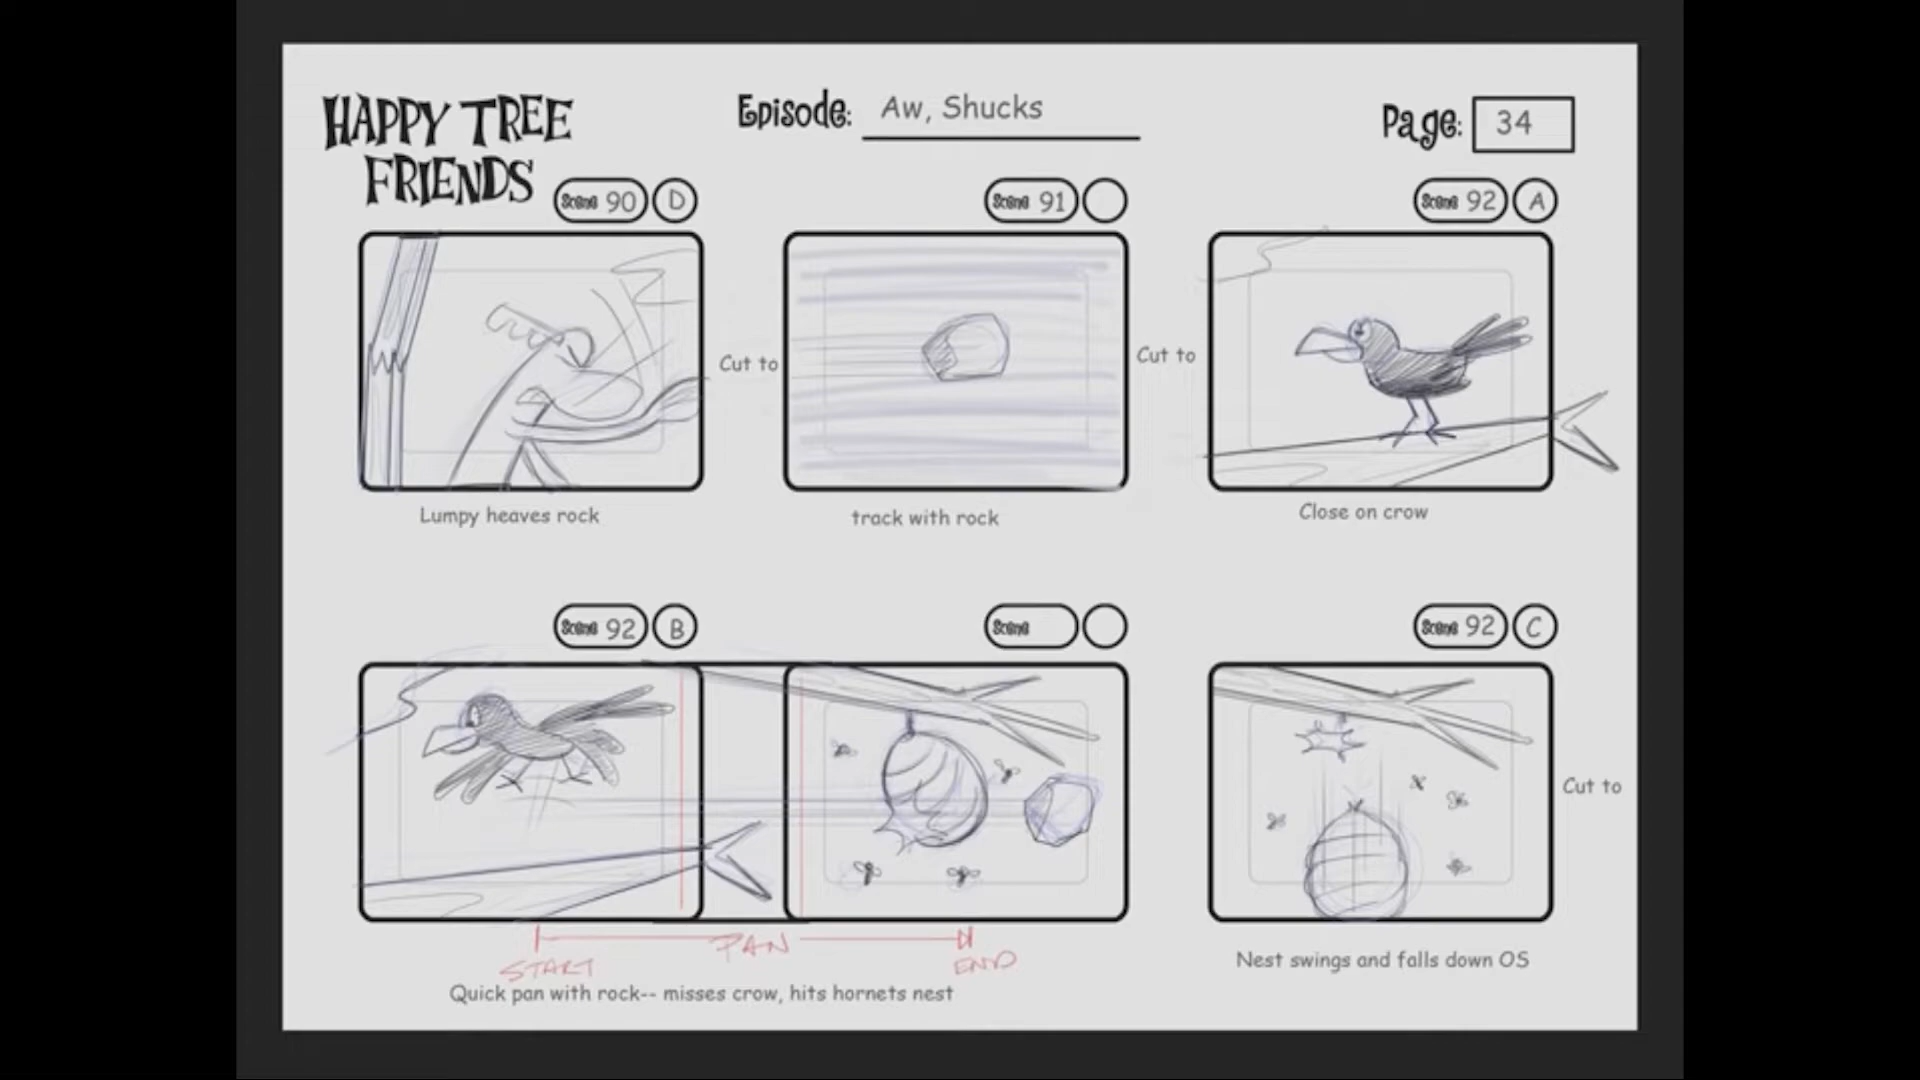 HAPPY TREE
FRIENDS
Episode: Aw, Shucks
Page: 34
Scene 90 D
Scene 91
Scene 92 A
Cut to
Cut to
Lumpy heaves rock
track with rock
Close on crow
Scene 92 B
Scene
Scene 92 C
Cut to
PAN
START
END
Quick pan with rock-- misses crow, hits hornets nest
Nest swings and falls down OS